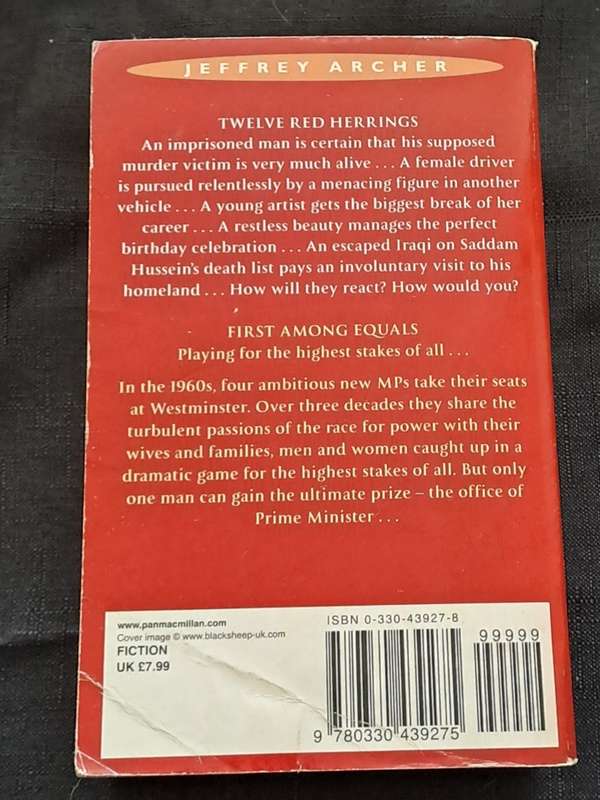 JEFFREY ARCHER
TWELVE RED HERRINGS
An imprisoned man is certain that his supposed
murder victim is very much alive . . . A female driver
is pursued relentlessly by a menacing figure in another
vehicle . . . A young artist gets the biggest break of her
career . . . A restless beauty manages the perfect
birthday celebration . . . An escaped Iraqi on Saddam
Hussein's death list pays an involuntary visit to his
homeland . . . How will they react? How would you?
FIRST AMONG EQUALS
Playing for the highest stakes of all . . .
In the 1960s, four ambitious new MPs take their seats
at Westminster. Over three decades they share the
turbulent passions of the race for power with their
wives and families, men and women caught up in a
dramatic game for the highest stakes of all. But only
one man can gain the ultimate prize – the office of
Prime Minister . . .
www.panmacmillan.com
Cover image © www.blacksheep-uk.com
FICTION
UK £7.99
ISBN 0-330-43927-8
99999
9 780330 439275